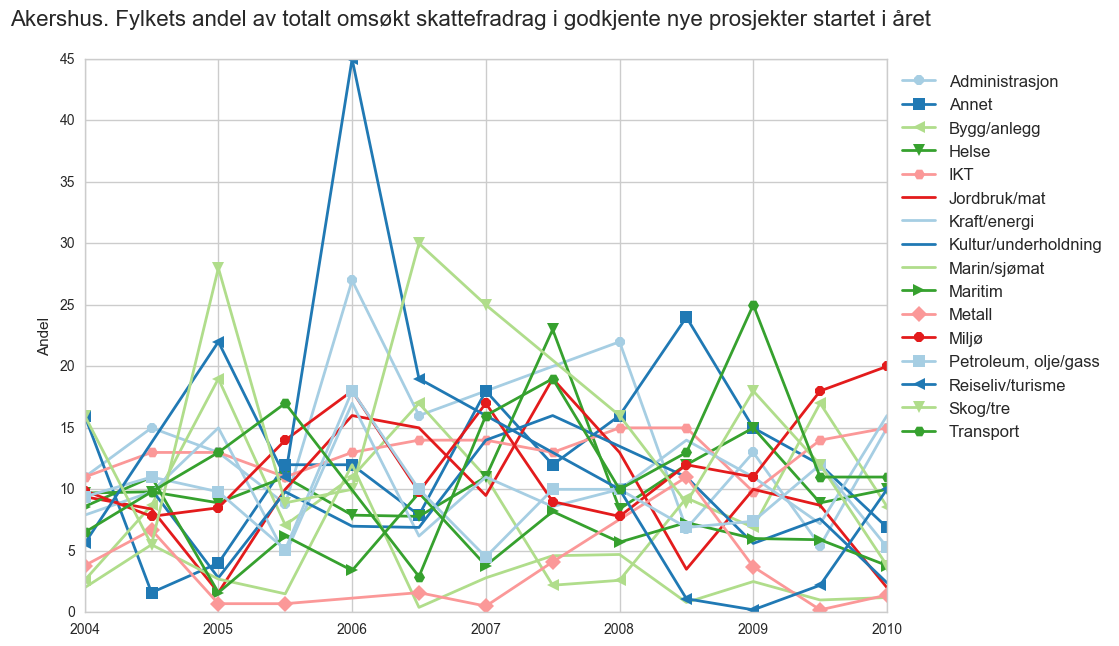 Akershus. Fylkets andel av totalt omsøkt skattefradrag i godkjente nye prosjekter startet i året
45
40
35
30
25
20
15
10
5
0
Andel
2004 2005 2006 2007 2008 2009 2010
Administrasjon
Annet
Bygg/anlegg
Helse
IKT
Jordbruk/mat
Kraft/energi
Kultur/underholdning
Marin/sjømat
Maritim
Metall
Miljø
Petroleum, olje/gass
Reiseliv/turisme
Skog/tre
Transport